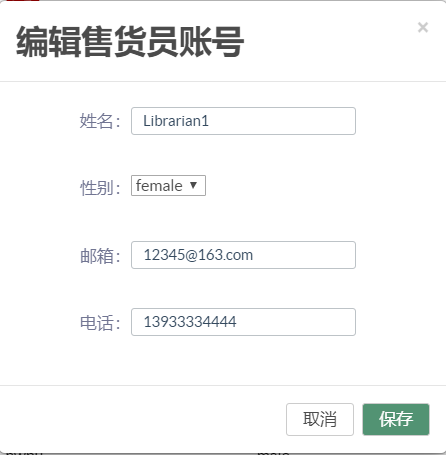 编辑售货员账号
×
姓名： Librarian1
性别： female ▼
邮箱： 12345@163.com
电话： 13933334444
取消 保存